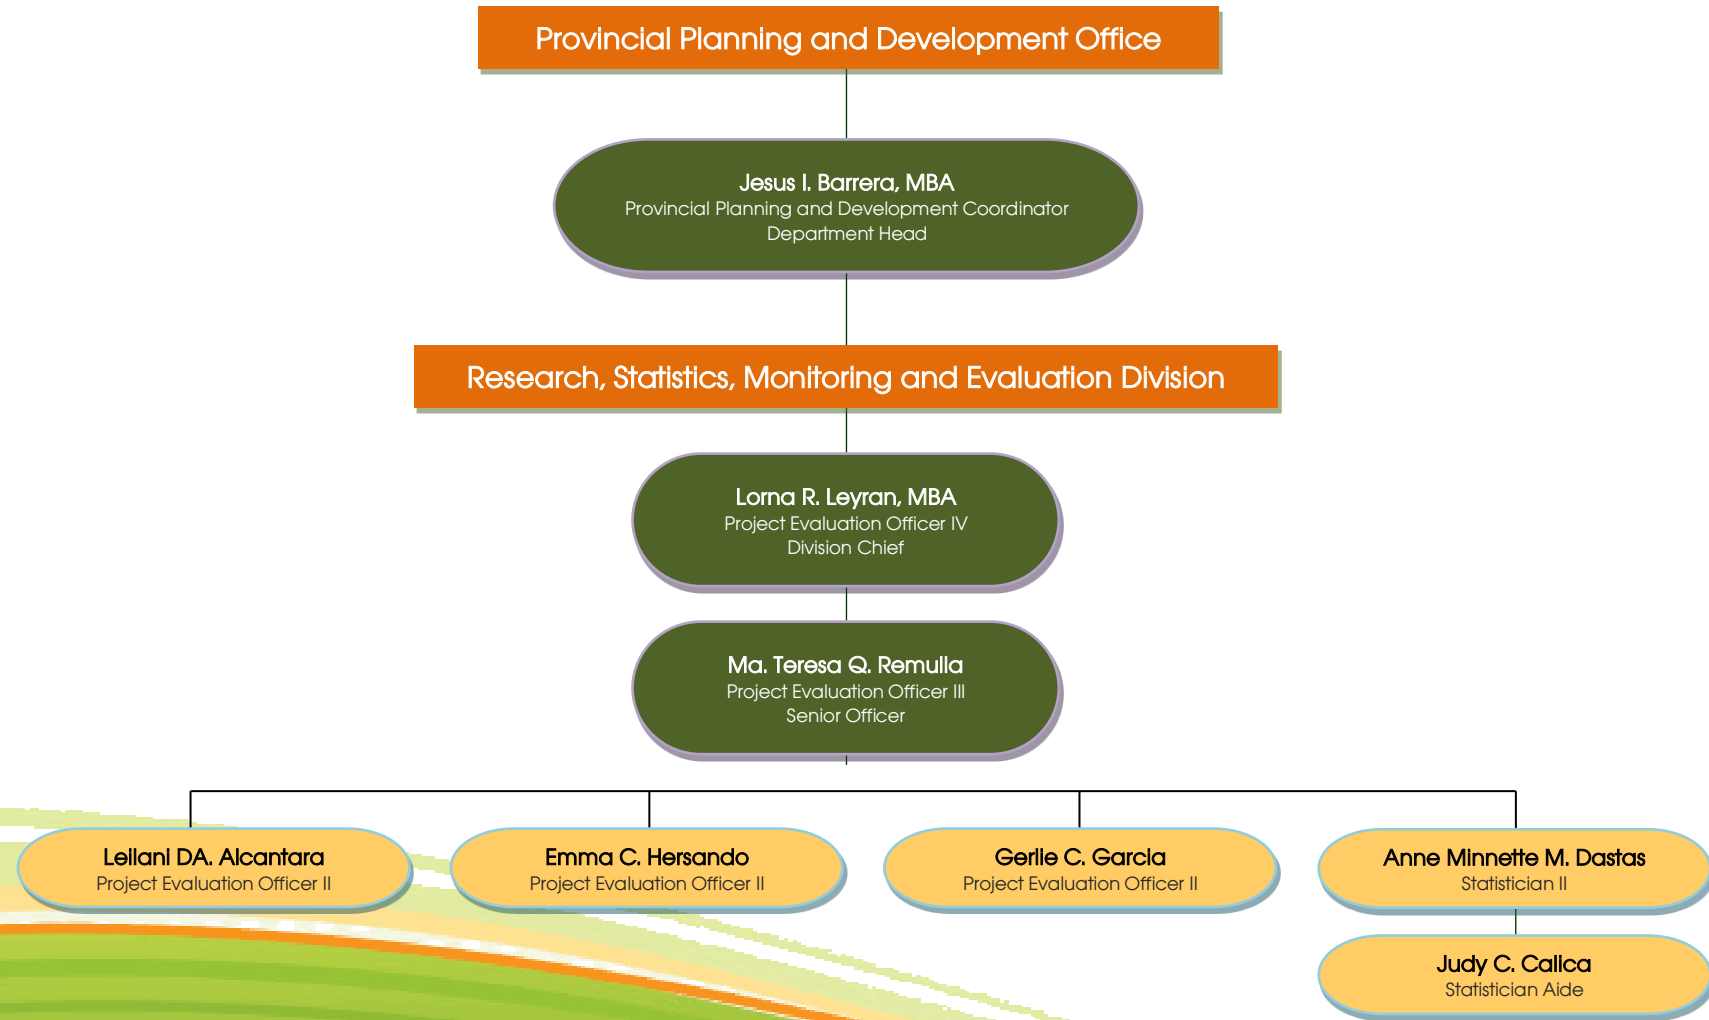 Provincial Planning and Development Office
Jesus I. Barrera, MBA
Provincial Planning and Development Coordinator
Department Head
Research, Statistics, Monitoring and Evaluation Division
Lorna R. Leyran, MBA
Project Evaluation Officer IV
Division Chief
Ma. Teresa Q. Remulla
Project Evaluation Officer III
Senior Officer
Leilani DA. Alcantara
Project Evaluation Officer II
Emma C. Hersando
Project Evaluation Officer II
Gerlie C. Garcia
Project Evaluation Officer II
Anne Minnette M. Dastas
Statistician II
Judy C. Calica
Statistician Aide